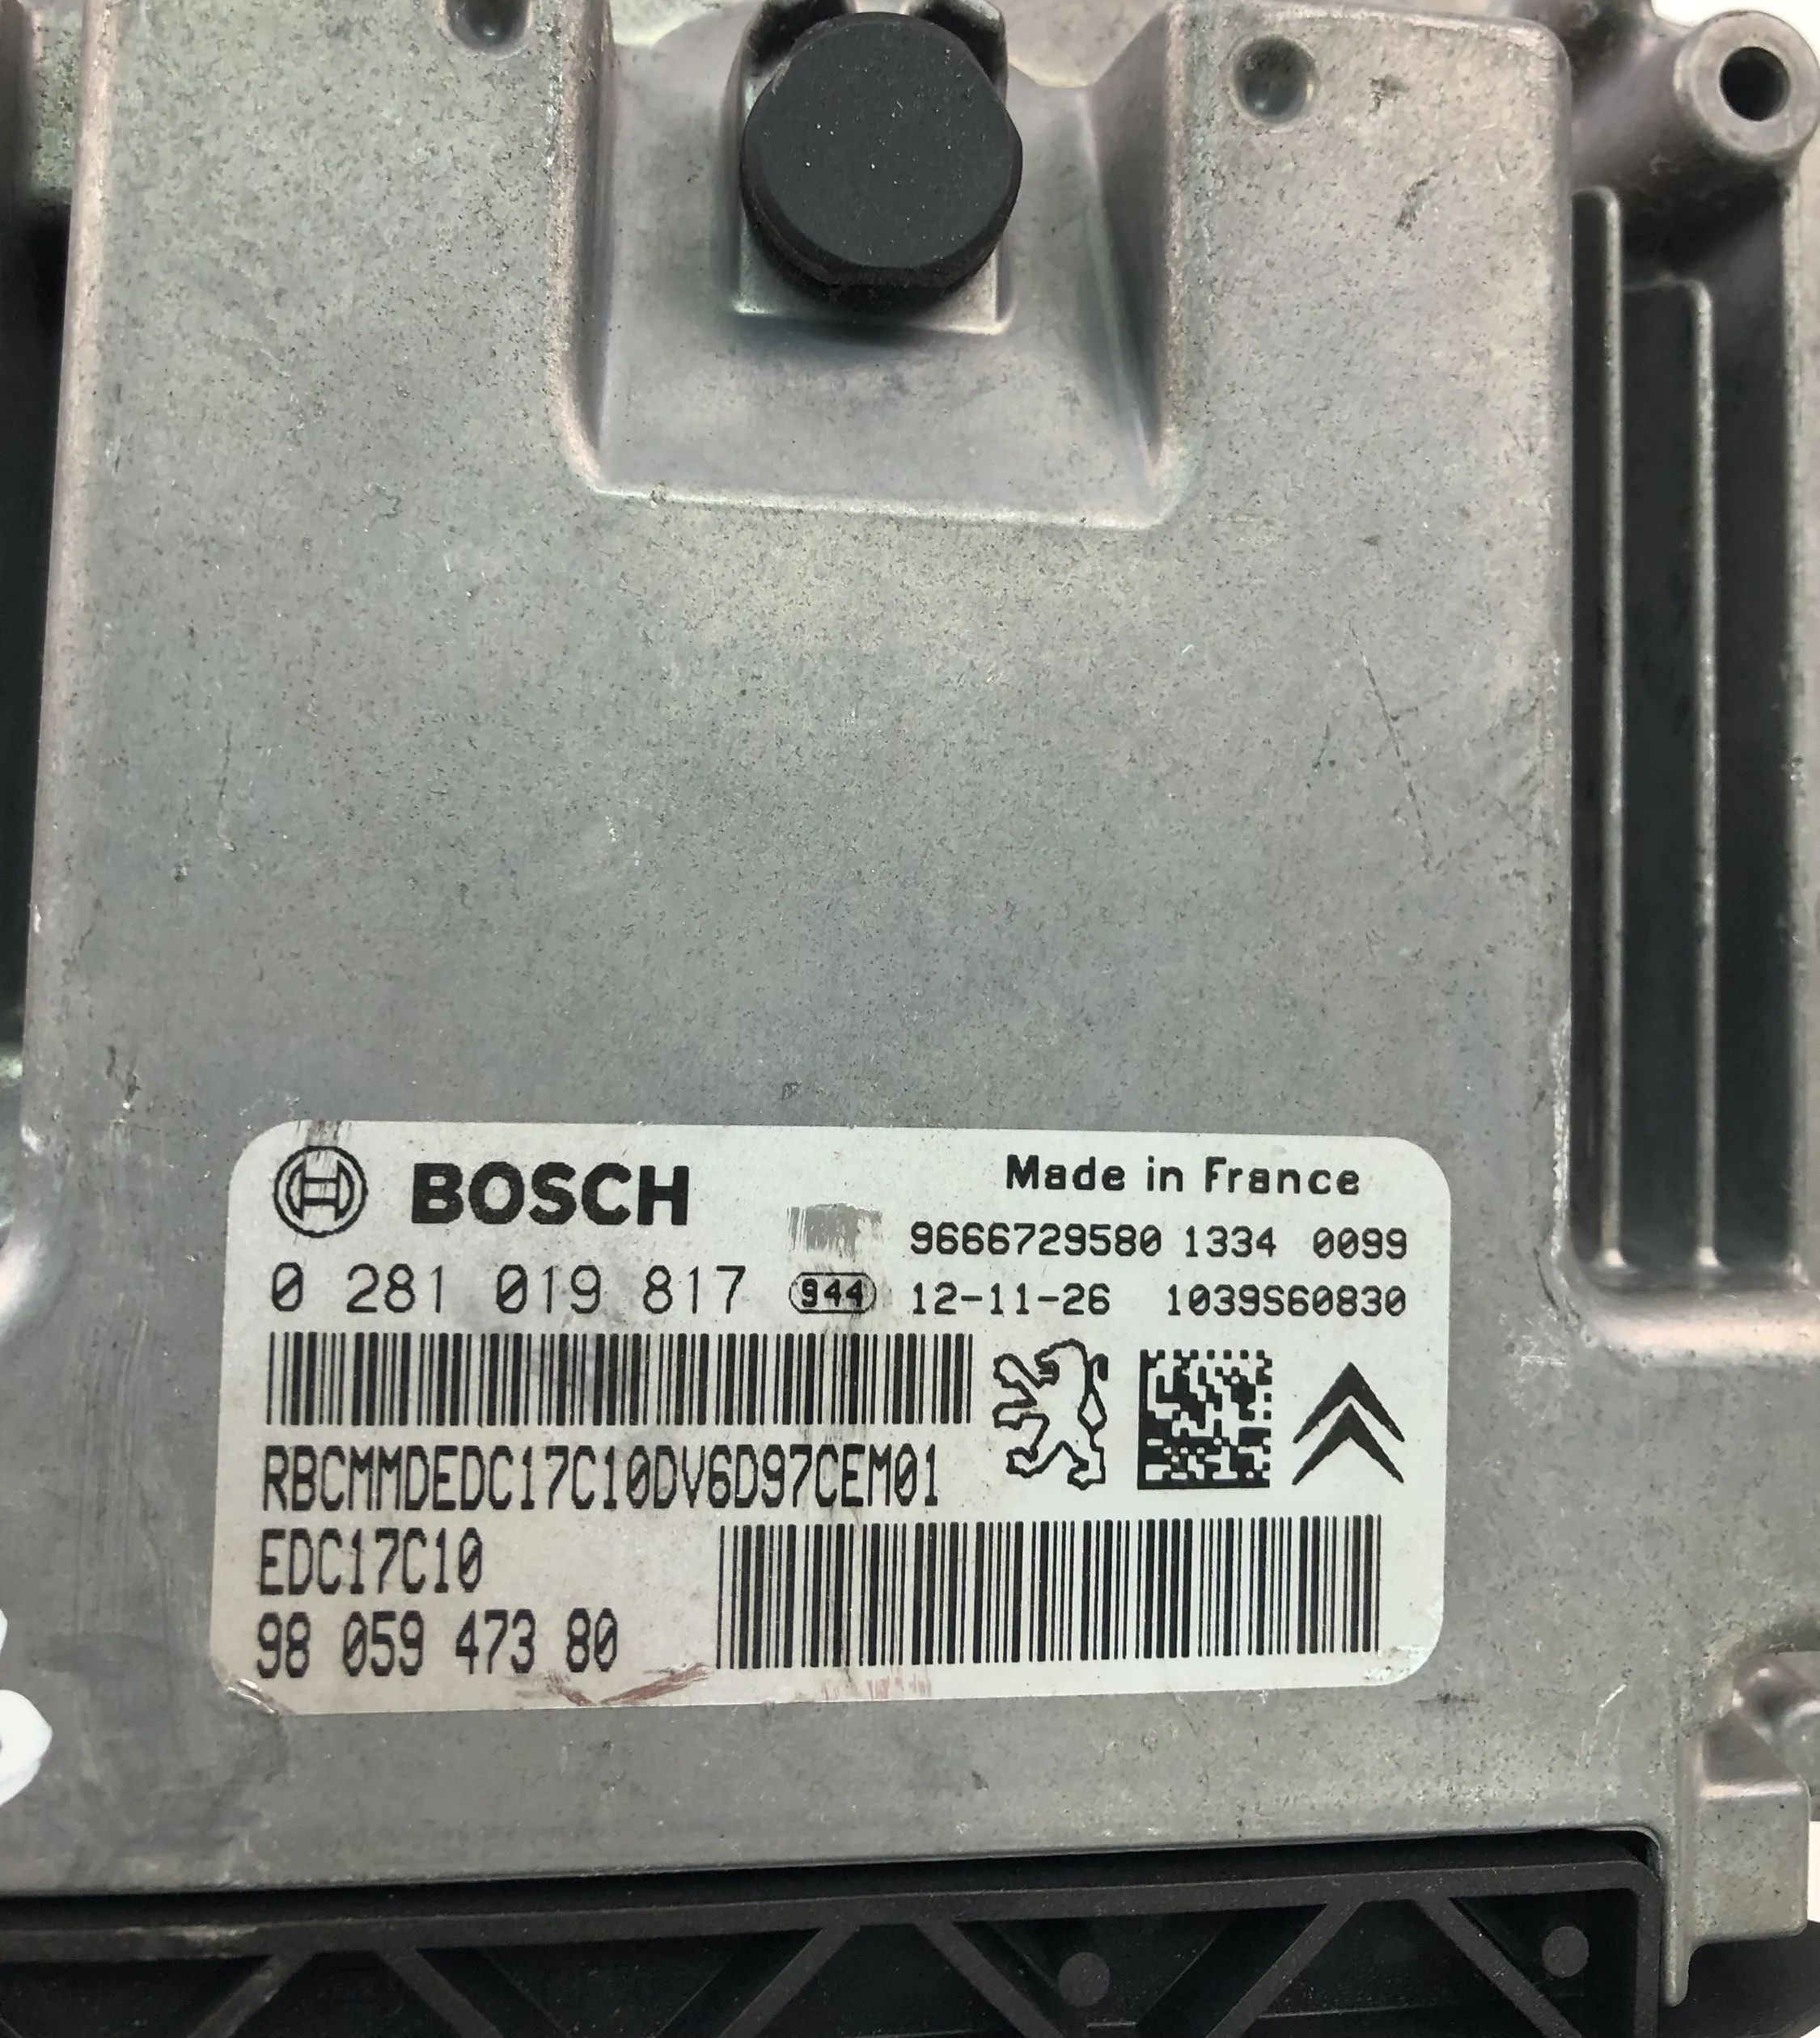 BOSCH
Made in France
9666729580 1334 0099
0 281 019 817 944 12-11-26 1039S60830
RBCMMDEDC17C10DV6D97CEM01
EDC17C10
98 059 473 80